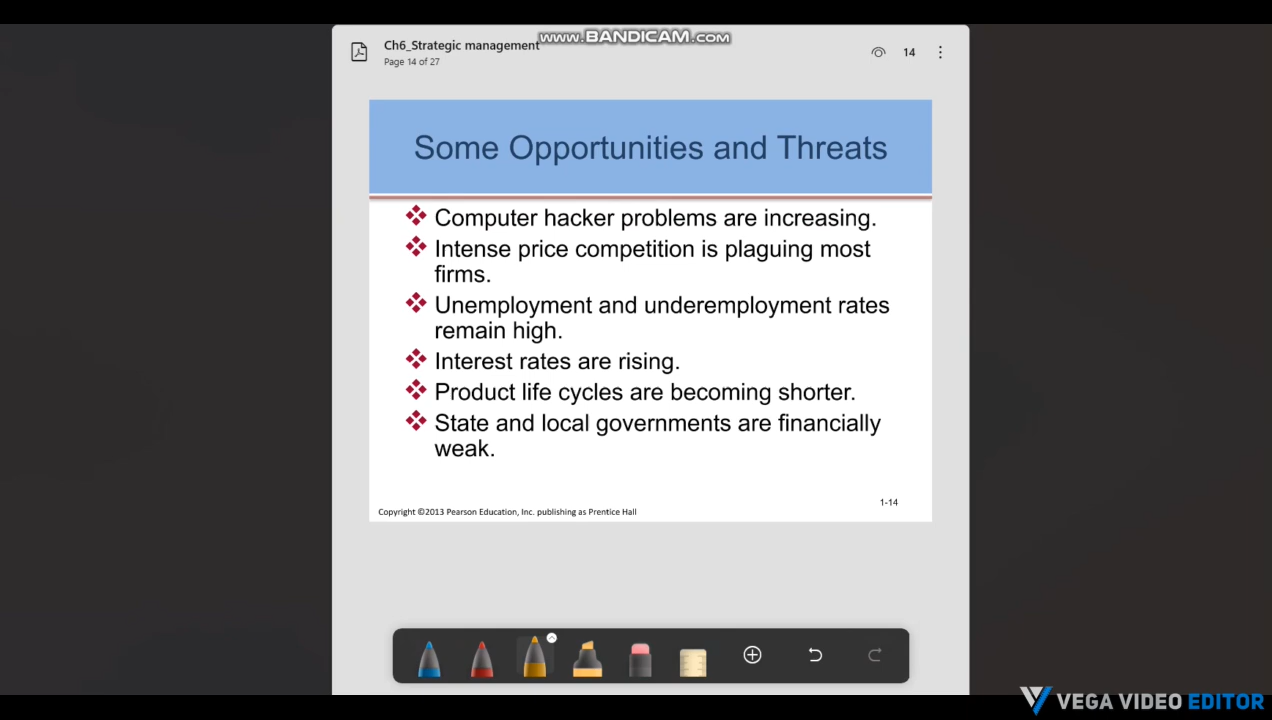 www.BANDICAM.com
Ch6_Strategic management
Page 14 of 27
14
Some Opportunities and Threats
Computer hacker problems are increasing.
Intense price competition is plaguing most
firms.
Unemployment and underemployment rates
remain high.
Interest rates are rising.
Product life cycles are becoming shorter.
State and local governments are financially
weak.
1-14
Copyright ©2013 Pearson Education, Inc. publishing as Prentice Hall
VEGA VIDEO EDITOR